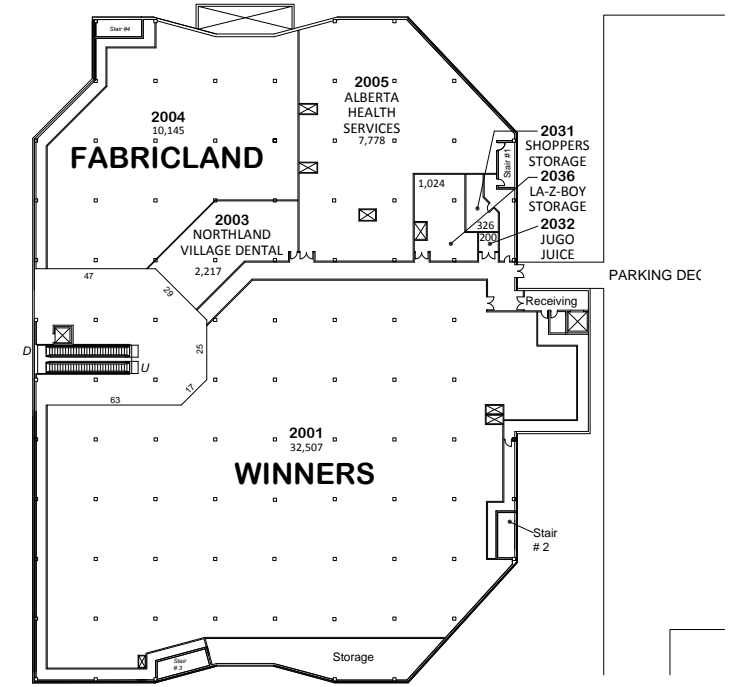 Stair #4
2004
10,145
FABRICLAND
2005
ALBERTA
HEALTH
SERVICES
7,778
2031
SHOPPERS
STORAGE
Stair #1
2036
LA-Z-BOY
STORAGE
1,024
326
200
2032
JUGO
JUICE
2003
NORTHLAND
VILLAGE DENTAL
2,217
PARKING DEC
47
29
Receiving
25
D
U
17
63
2001
32,507
WINNERS
Stair
# 2
Storage
Stair
# 3